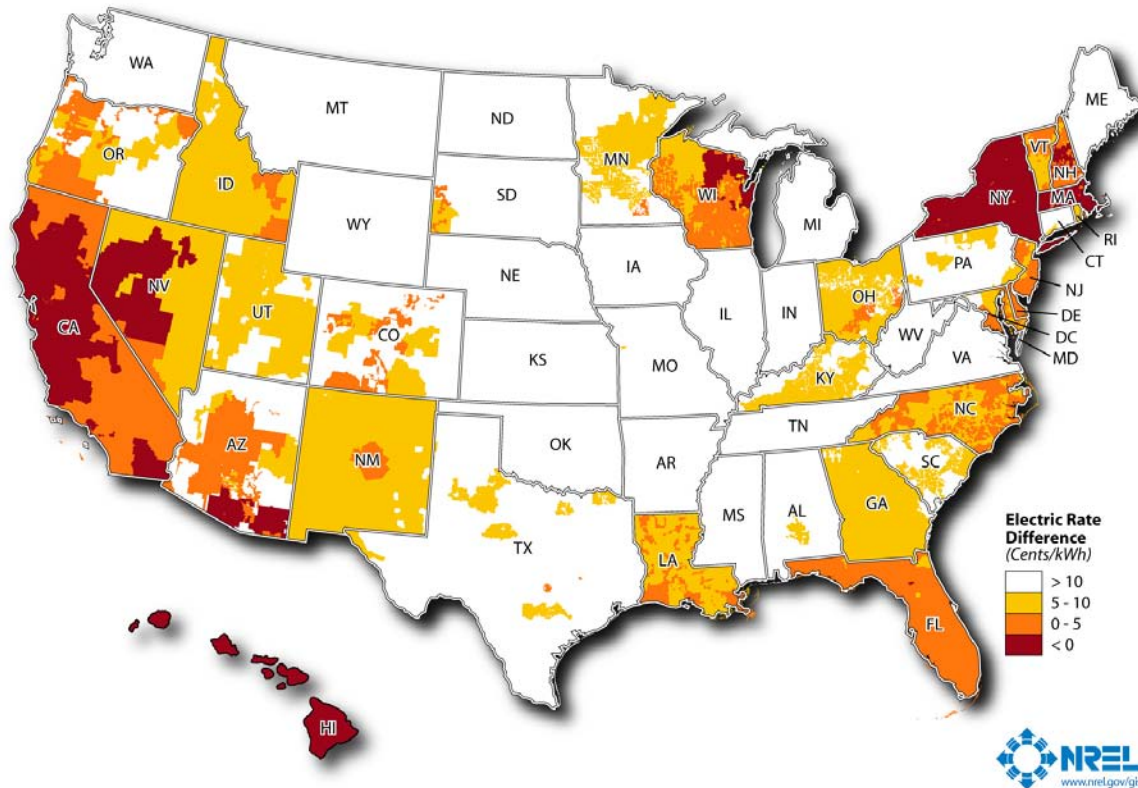 WA
MT
ND
MN
ME
OR
ID
SD
WI
VT
NH
NY
MA
WY
MI
RI
CT
NE
IA
PA
NJ
NV
UT
CO
IL
IN
OH
DE
DC
MD
CA
KS
MO
WV
VA
KY
NC
AZ
NM
OK
AR
TN
SC
TX
LA
MS
AL
GA
FL
HI
Electric Rate
Difference
(Cents/kWh)
> 10
5 - 10
0 - 5
< 0
NREL
www.nrel.gov/gi